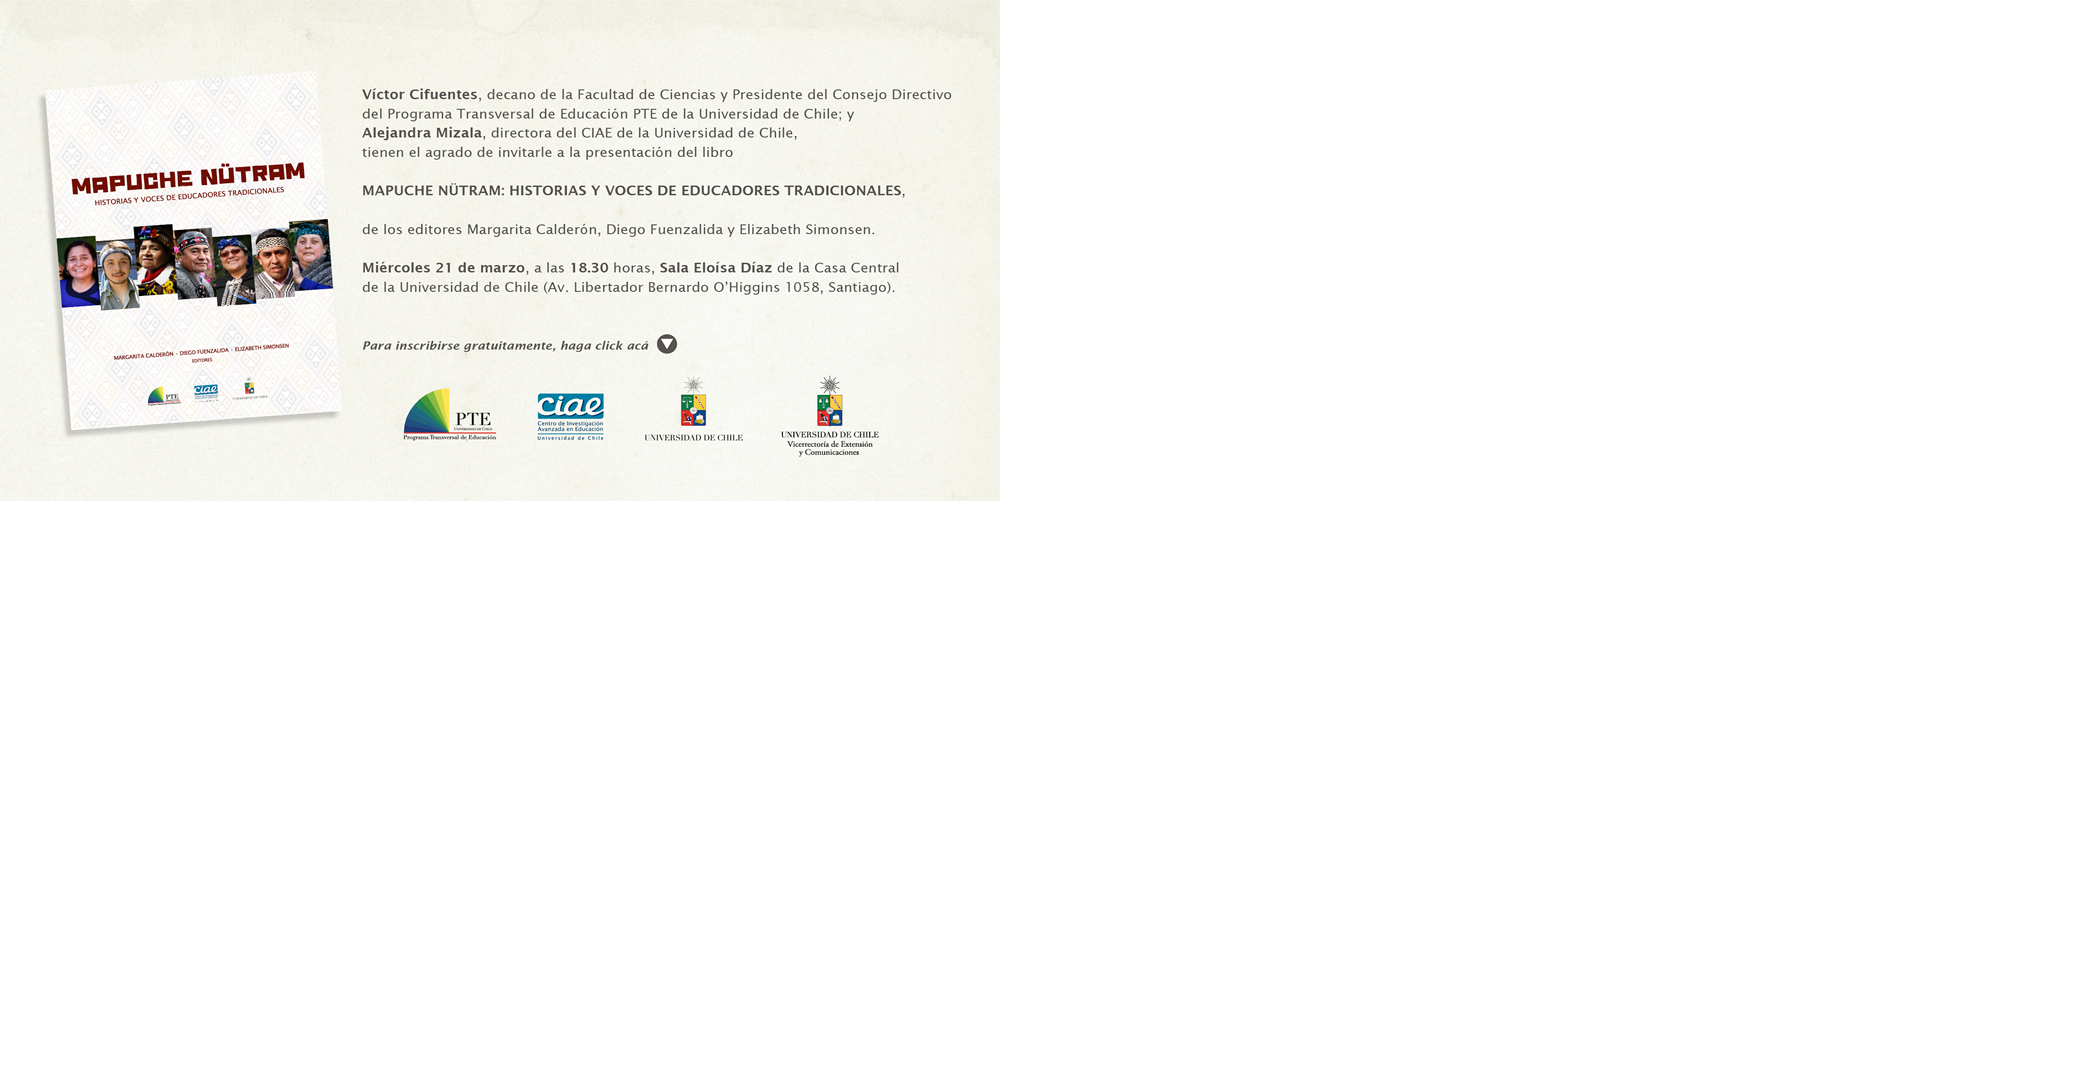 MAPUCHE NÜTRAM
HISTORIAS Y VOCES DE EDUCADORES TRADICIONALES
MARGARITA CALDERÓN - DIEGO FUENZALIDA - ELIZABETH SIMONSEN
EDITORES
PTE
ciae
Víctor Cifuentes, decano de la Facultad de Ciencias y Presidente del Consejo Directivo
del Programa Transversal de Educación PTE de la Universidad de Chile; y
Alejandra Mizala, directora del CIAE de la Universidad de Chile,
tienen el agrado de invitarle a la presentación del libro
MAPUCHE NÜTRAM: HISTORIAS Y VOCES DE EDUCADORES TRADICIONALES,
de los editores Margarita Calderón, Diego Fuenzalida y Elizabeth Simonsen.
Miércoles 21 de marzo, a las 18.30 horas, Sala Eloísa Díaz de la Casa Central
de la Universidad de Chile (Av. Libertador Bernardo O’Higgins 1058, Santiago).
Para inscribirse gratuitamente, haga click acá
PTE
UNIVERSIDAD DE CHILE
Programa Transversal de Educación
ciae
Centro de Investigación
Avanzada en Educación
Universidad de Chile
UNIVERSIDAD DE CHILE
UNIVERSIDAD DE CHILE
Vicerrectoría de Extensión
y Comunicaciones